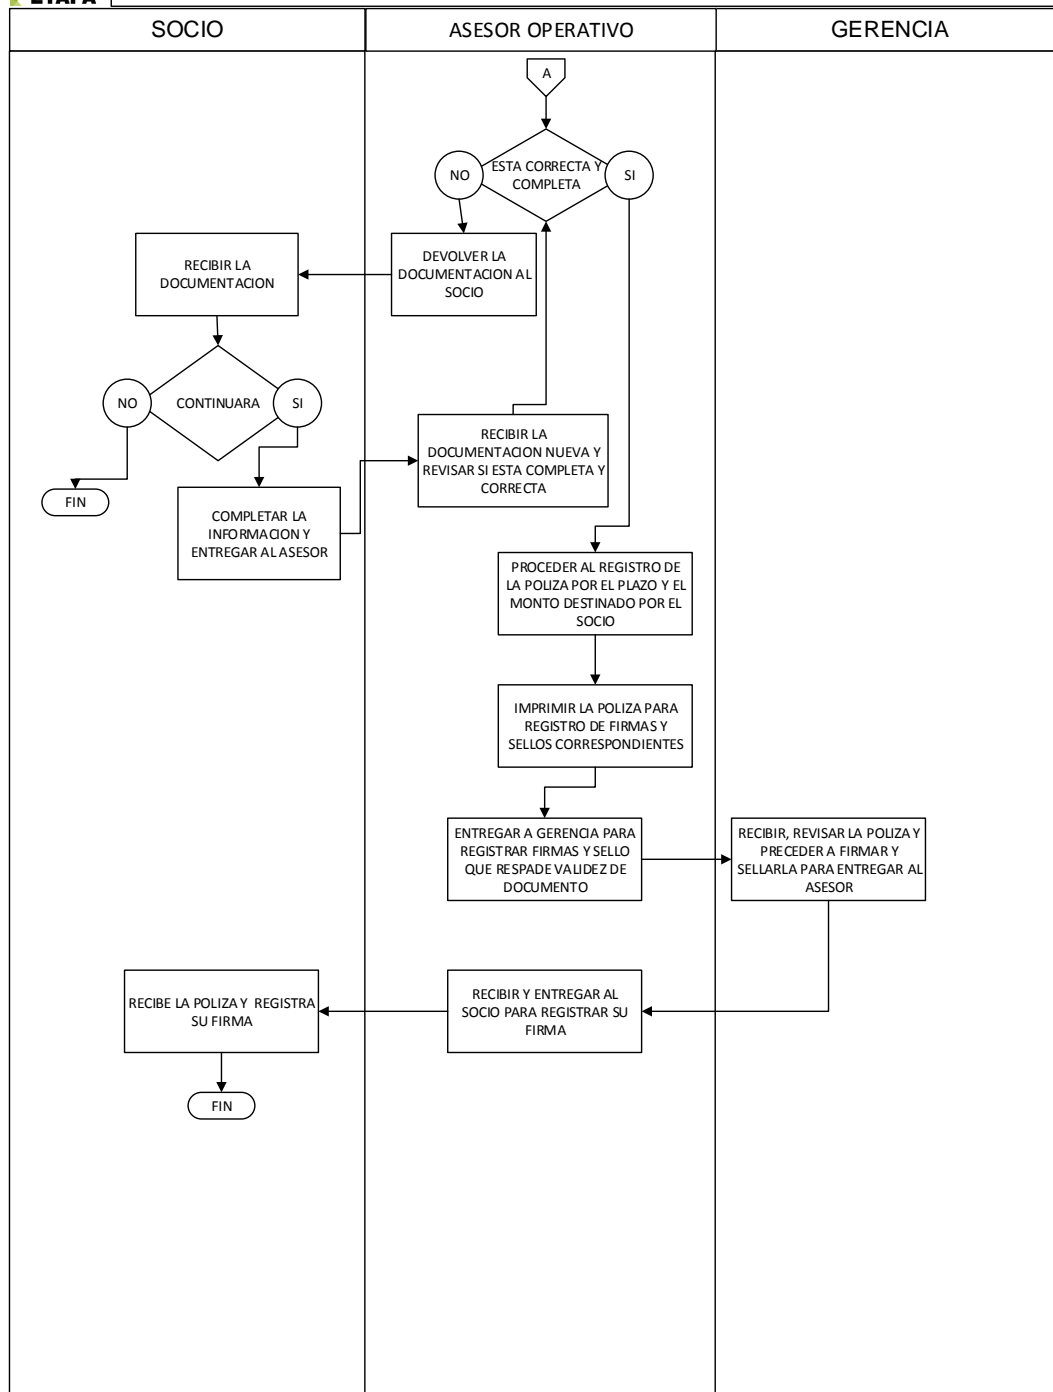 ETAPA
SOCIO
ASESOR OPERATIVO
GERENCIA
A
ESTA CORRECTA Y
COMPLETA
NO
SI
DEVOLVER LA
DOCUMENTACION AL
SOCIO
RECIBIR LA
DOCUMENTACION
CONTINUARA
NO
SI
FIN
COMPLETAR LA
INFORMACION Y
ENTREGAR AL ASESOR
RECIBIR LA
DOCUMENTACION NUEVA Y
REVISAR SI ESTA COMPLETA Y
CORRECTA
PROCEDER AL REGISTRO DE
LA POLIZA POR EL PLAZO Y EL
MONTO DESTINADO POR EL
SOCIO
IMPRIMIR LA POLIZA PARA
REGISTRO DE FIRMAS Y
SELLOS CORRESPONDIENTES
ENTREGAR A GERENCIA PARA
REGISTRAR FIRMAS Y SELLO
QUE RESPADE VALIDEZ DE
DOCUMENTO
RECIBIR, REVISAR LA POLIZA Y
PRECEDER A FIRMAR Y
SELLARLA PARA ENTREGAR AL
ASESOR
RECIBIR Y ENTREGAR AL
SOCIO PARA REGISTRAR SU
FIRMA
RECIBE LA POLIZA Y REGISTRA
SU FIRMA
FIN